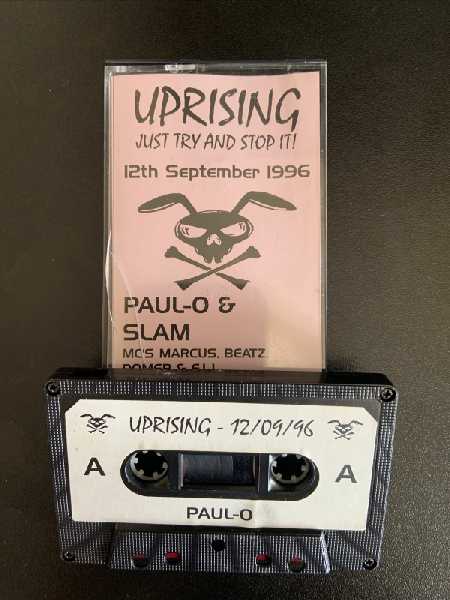 UPRISING
JUST TRY AND STOP IT!
12th September 1996
PAUL-O &
SLAM
MC'S MARCUS, BEATZ,
UPRISING - 12/09/96
A
A
PAUL-O